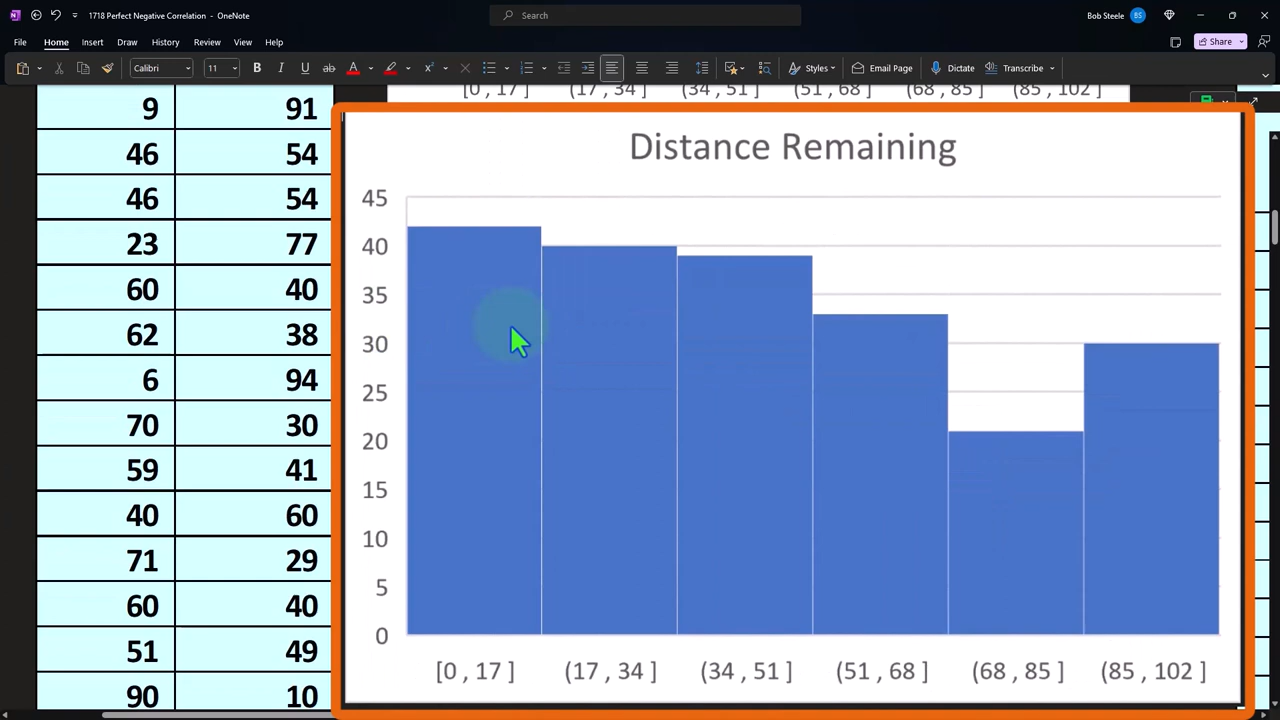 1718 Perfect Negative Correlation - OneNote
Search
Bob Steele BS
File Home Insert Draw History Review View Help
Share
Calibri 11 B I U ab A Styles Email Page Dictate Transcribe
[0 , 17 ] (17 , 34 ] (34 , 51 ] (51 , 68 ] (68 , 85 ] (85 , 102 ]
9 91
46 54
46 54
23 77
60 40
62 38
6 94
70 30
59 41
40 60
71 29
60 40
51 49
90 10
Distance Remaining
45
40
35
30
25
20
15
10
5
0
[0 , 17 ] (17 , 34 ] (34 , 51 ] (51 , 68 ] (68 , 85 ] (85 , 102 ]